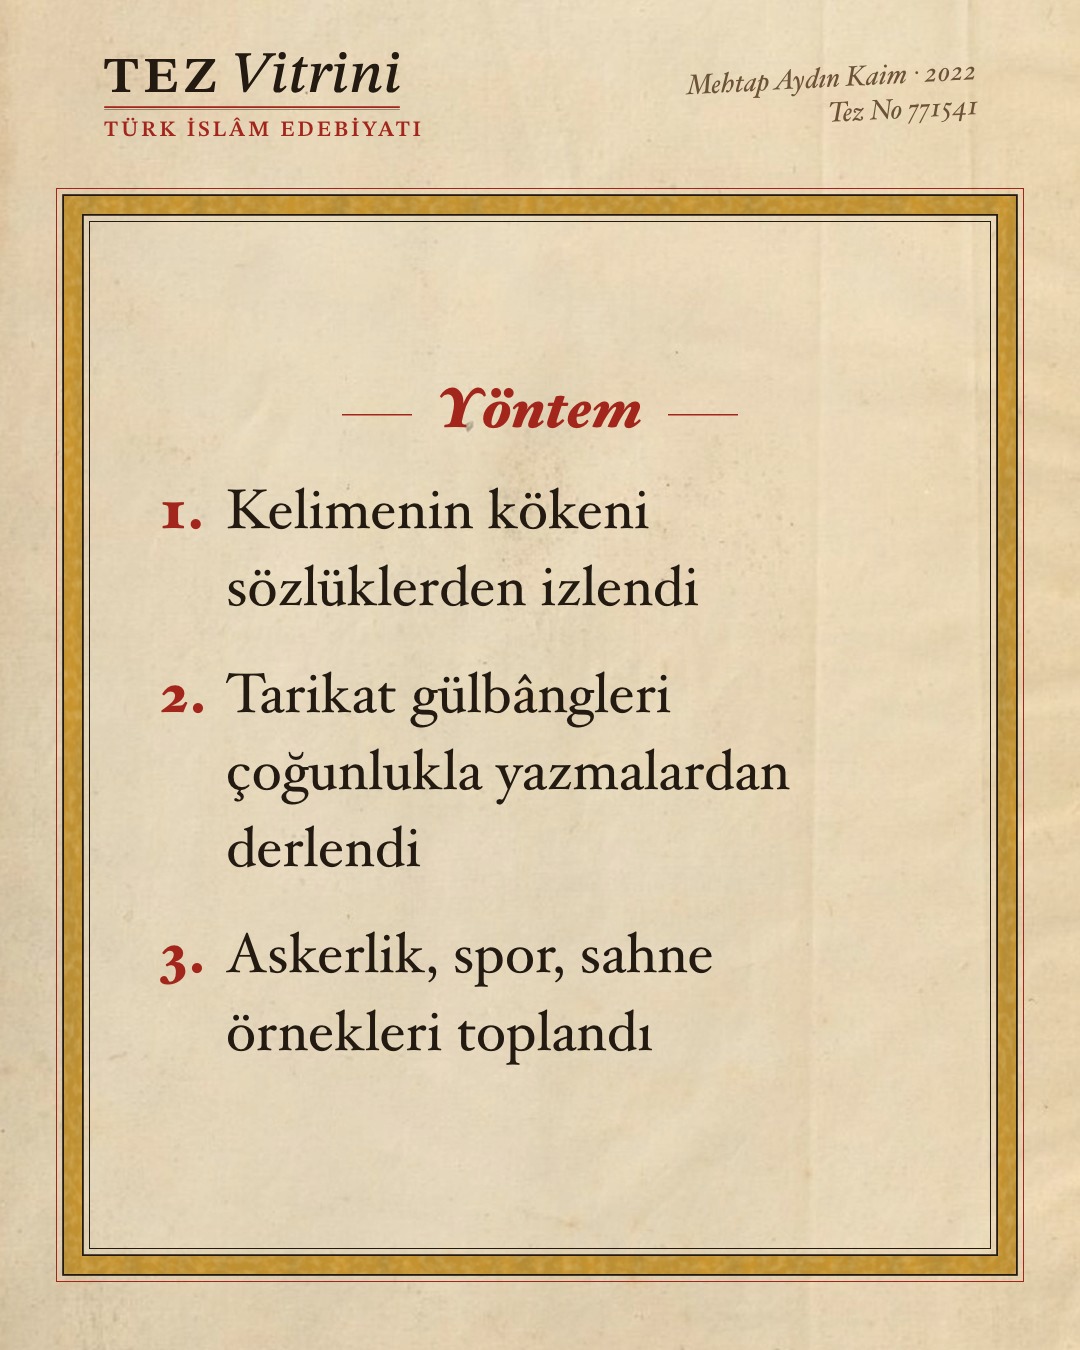 TEZ Vitrini
TÜRK İSLÂM EDEBİYATI
Mehtap Aydın Kaim · 2022
Tez No 771541
Yöntem
1. Kelimenin kökeni
sözlüklerden izlendi
2. Tarikat gülbângleri
çoğunlukla yazmalardan
derlendi
3. Askerlik, spor, sahne
örnekleri toplandı